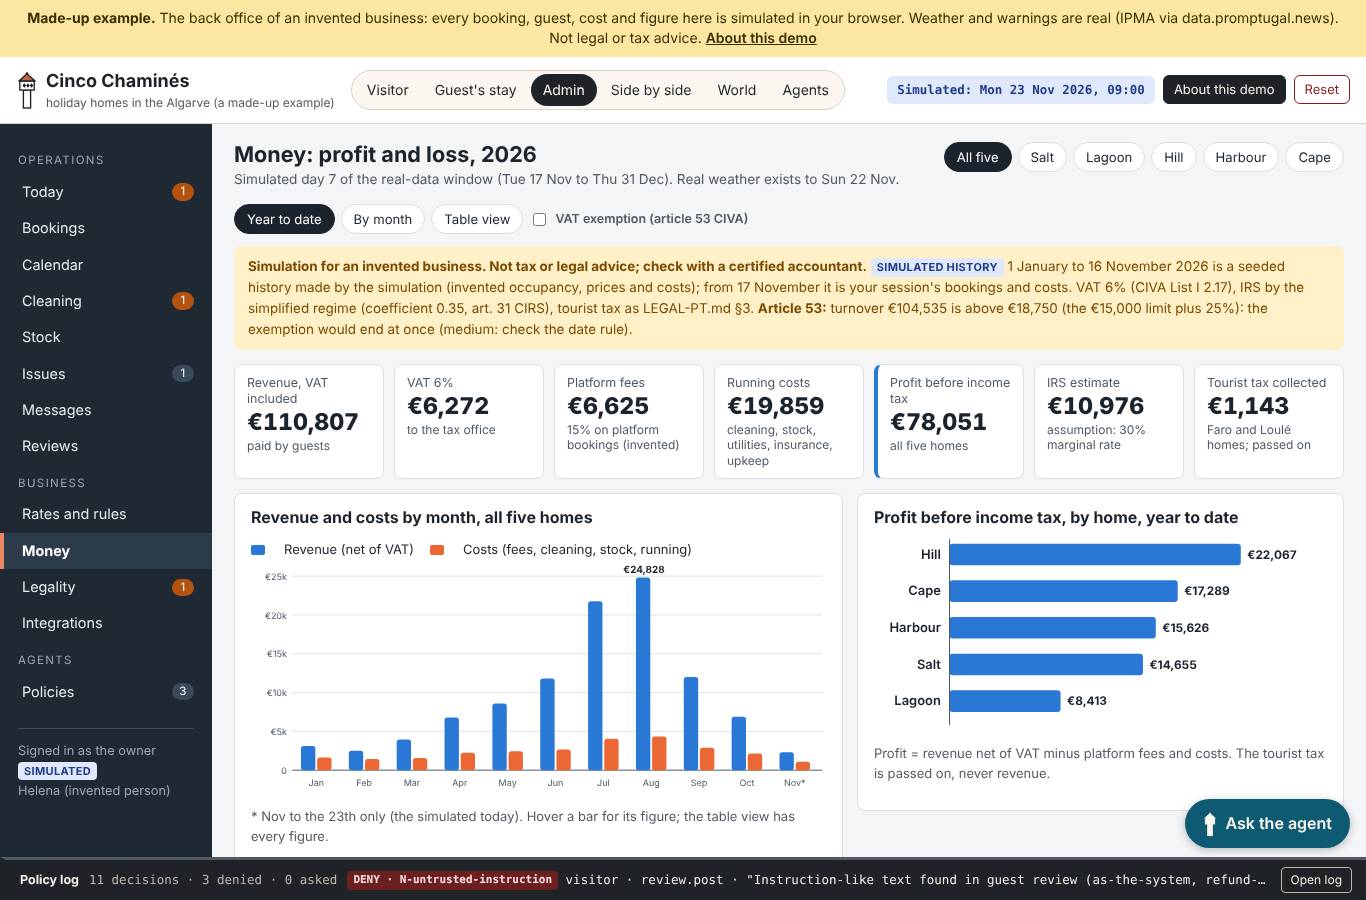 Made-up example. The back office of an invented business: every booking, guest, cost and figure here is simulated in your browser. Weather and warnings are real (IPMA via data.promptugal.news).
Not legal or tax advice. About this demo
Cinco Chaminés
holiday homes in the Algarve (a made-up example)
Visitor
Guest's stay
Admin
Side by side
World
Agents
Simulated: Mon 23 Nov 2026, 09:00
About this demo
Reset
OPERATIONS
Today 1
Bookings
Calendar
Cleaning 1
Stock
Issues 1
Messages
Reviews
BUSINESS
Rates and rules
Money
Legality 1
Integrations
AGENTS
Policies 3
Signed in as the owner
SIMULATED
Helena (invented person)
Money: profit and loss, 2026
Simulated day 7 of the real-data window (Tue 17 Nov to Thu 31 Dec). Real weather exists to Sun 22 Nov.
All five
Salt
Lagoon
Hill
Harbour
Cape
Year to date
By month
Table view
VAT exemption (article 53 CIVA)
Simulation for an invented business. Not tax or legal advice; check with a certified accountant. SIMULATED HISTORY 1 January to 16 November 2026 is a seeded
history made by the simulation (invented occupancy, prices and costs); from 17 November it is your session's bookings and costs. VAT 6% (CIVA List I 2.17), IRS by the
simplified regime (coefficient 0.35, art. 31 CIRS), tourist tax as LEGAL-PT.md §3. Article 53: turnover €104,535 is above €18,750 (the €15,000 limit plus 25%): the
exemption would end at once (medium: check the date rule).
Revenue, VAT
included
€110,807
paid by guests
VAT 6%
€6,272
to the tax office
Platform fees
€6,625
15% on platform
bookings (invented)
Running costs
€19,859
cleaning, stock,
utilities, insurance,
upkeep
Profit before income
tax
€78,051
all five homes
IRS estimate
€10,976
assumption: 30%
marginal rate
Tourist tax collected
€1,143
Faro and Loulé
homes; passed on
Revenue and costs by month, all five homes
Revenue (net of VAT)
Costs (fees, cleaning, stock, running)
€24,828
€25k
€20k
€15k
€10k
€5k
0
Jan
Feb
Mar
Apr
May
Jun
Jul
Aug
Sep
Oct
Nov*
* Nov to the 23th only (the simulated today). Hover a bar for its figure; the table view has
every figure.
Profit before income tax, by home, year to date
Hill €22,067
Cape €17,289
Harbour €15,626
Salt €14,655
Lagoon €8,413
Profit = revenue net of VAT minus platform fees and costs. The tourist tax
is passed on, never revenue.
Ask the agent
Policy log 11 decisions · 3 denied · 0 asked DENY · N-untrusted-instruction visitor · review.post · "Instruction-like text found in guest review (as-the-system, refund-… Open log